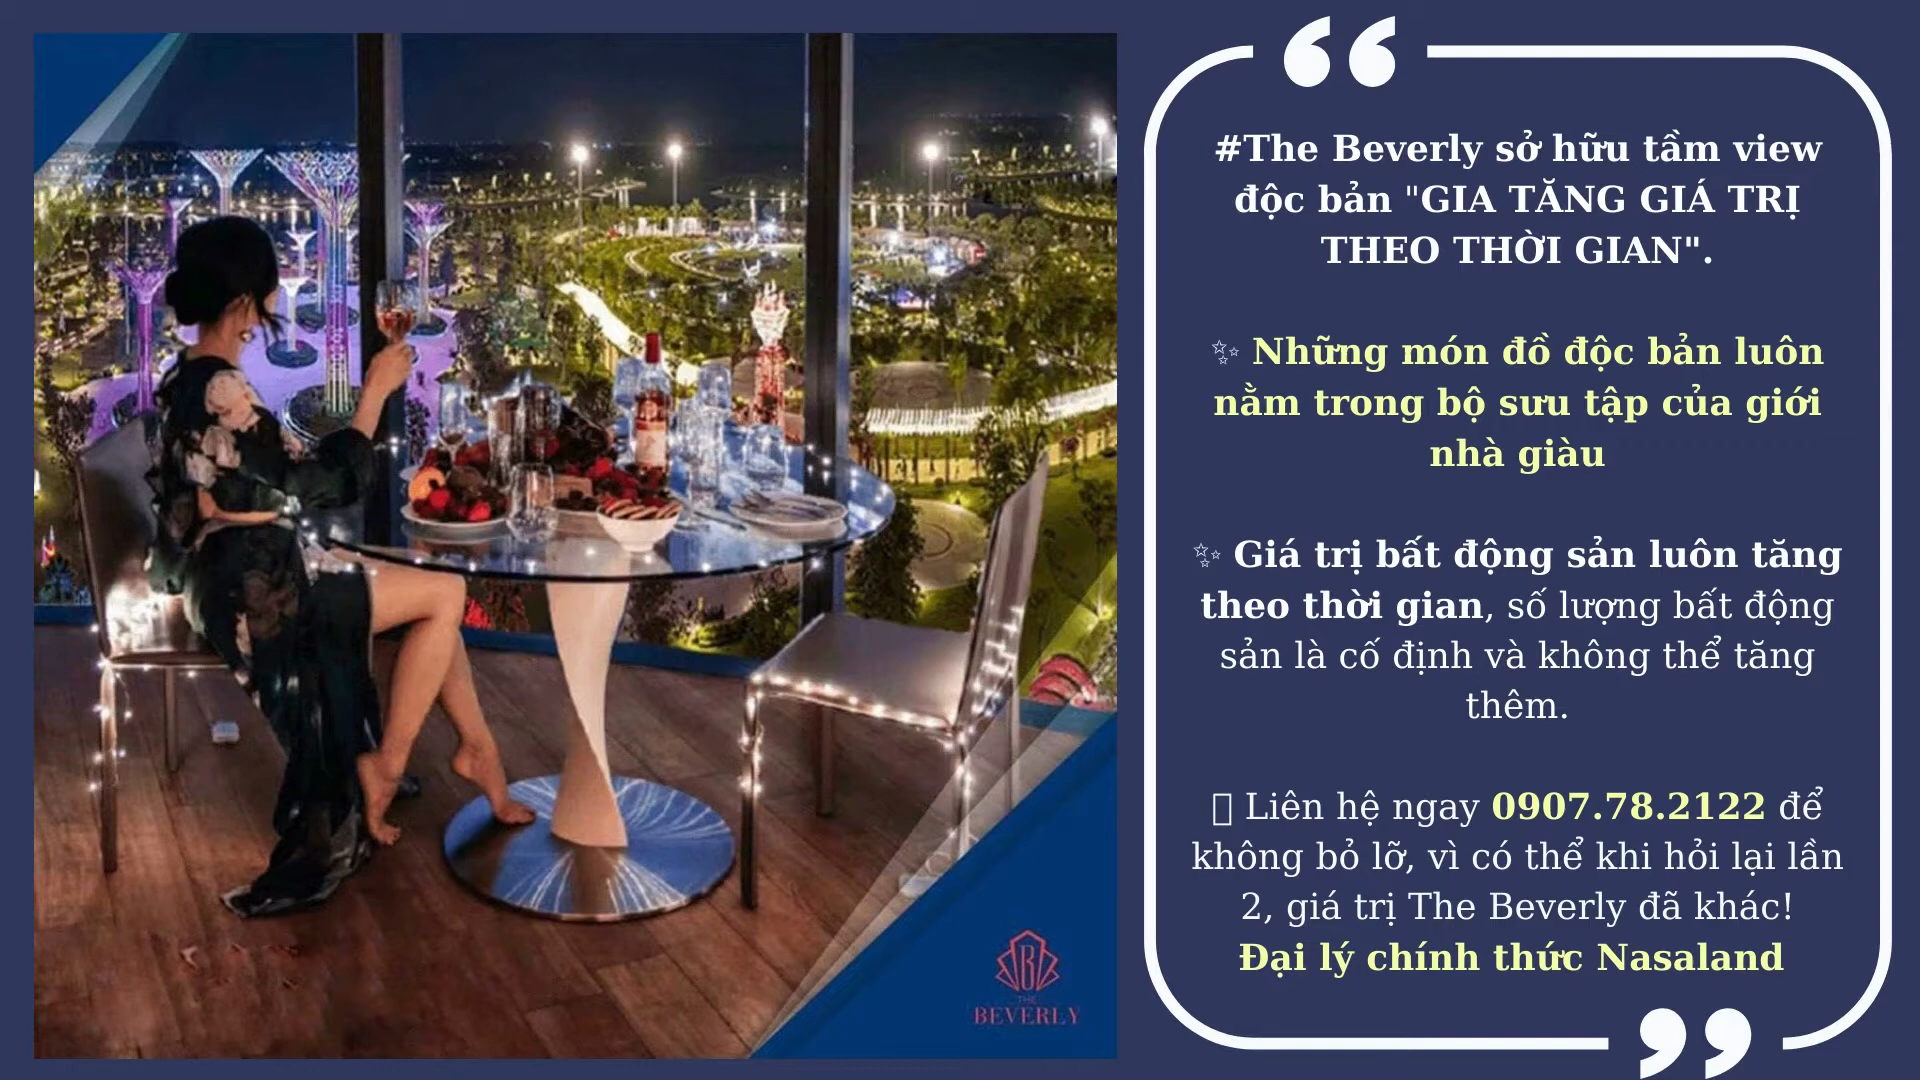 #The Beverly sở hữu tầm view
độc bản "GIA TĂNG GIÁ TRỊ
THEO THỜI GIAN".
✨ Những món đồ độc bản luôn
nằm trong bộ sưu tập của giới
nhà giàu
✨ Giá trị bất động sản luôn tăng
theo thời gian, số lượng bất động
sản là cố định và không thể tăng
thêm.
Liên hệ ngay 0907.78.2122 để
không bỏ lỡ, vì có thể khi hỏi lại lần
2, giá trị The Beverly đã khác!
Đại lý chính thức Nasaland
THE
BEVERLY